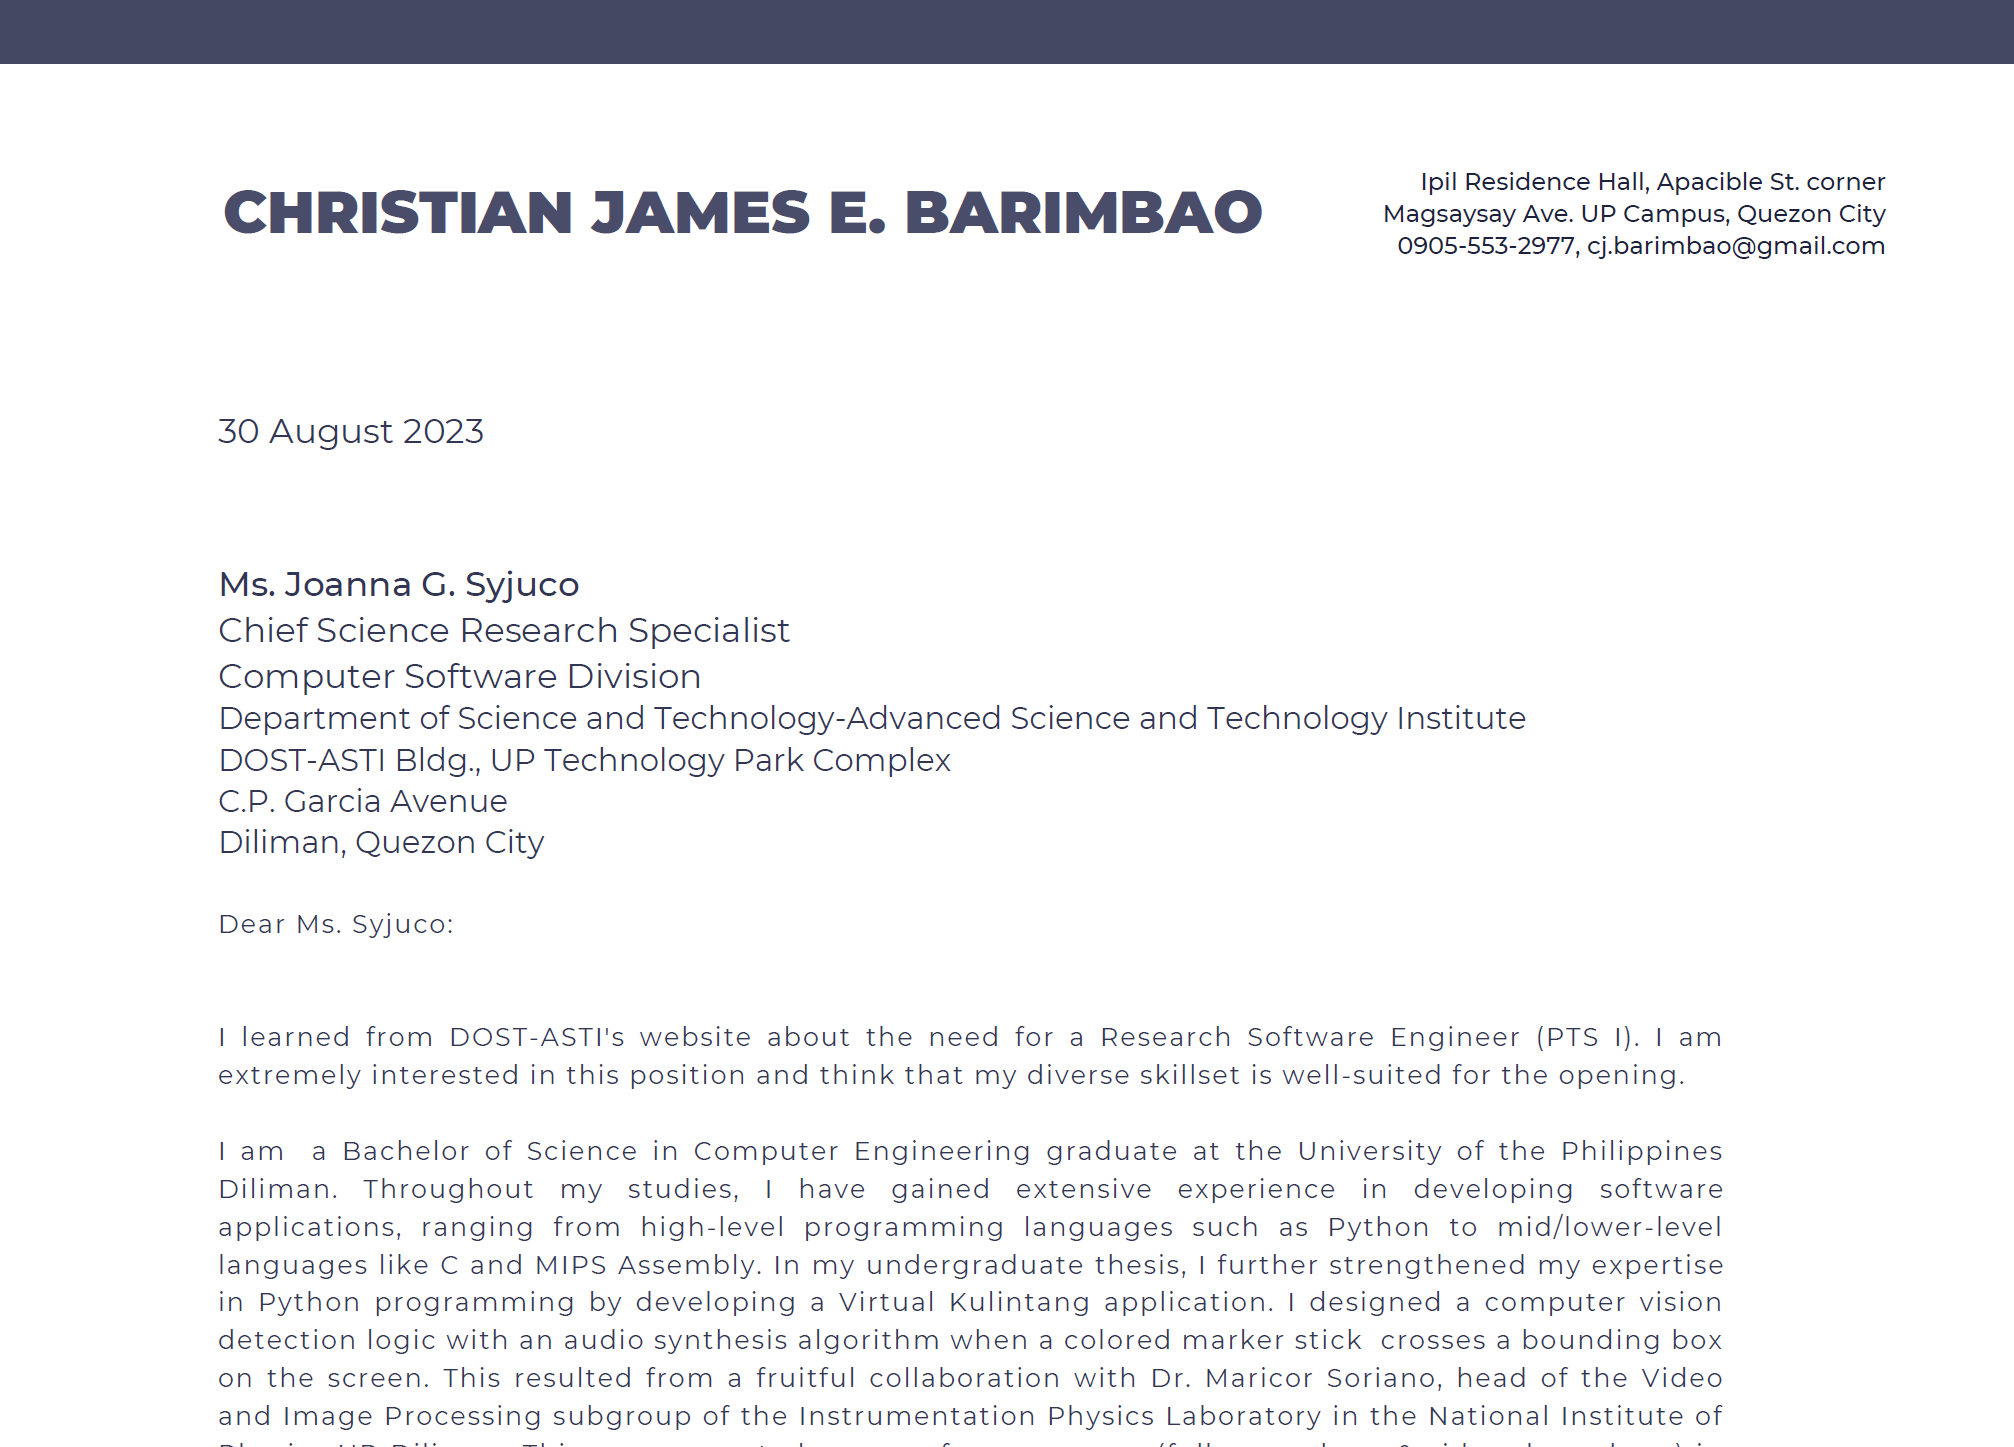 CHRISTIAN JAMES E. BARIMBAO
Ipil Residence Hall, Apacible St. corner
Magsaysay Ave. UP Campus, Quezon City
0905-553-2977, cj.barimbao@gmail.com
30 August 2023
Ms. Joanna G. Syjuco
Chief Science Research Specialist
Computer Software Division
Department of Science and Technology-Advanced Science and Technology Institute
DOST-ASTI Bldg., UP Technology Park Complex
C.P. Garcia Avenue
Diliman, Quezon City
Dear Ms. Syjuco:
I learned from DOST-ASTI's website about the need for a Research Software Engineer (PTS I). I am
extremely interested in this position and think that my diverse skillset is well-suited for the opening.
I am  a Bachelor of Science in Computer Engineering graduate at the University of the Philippines
Diliman. Throughout my studies, I have gained extensive experience in developing software
applications, ranging from high-level programming languages such as Python to mid/lower-level
languages like C and MIPS Assembly. In my undergraduate thesis, I further strengthened my expertise
in Python programming by developing a Virtual Kulintang application. I designed a computer vision
detection logic with an audio synthesis algorithm when a colored marker stick  crosses a bounding box
on the screen. This resulted from a fruitful collaboration with Dr. Maricor Soriano, head of the Video
and Image Processing subgroup of the Instrumentation Physics Laboratory in the National Institute of